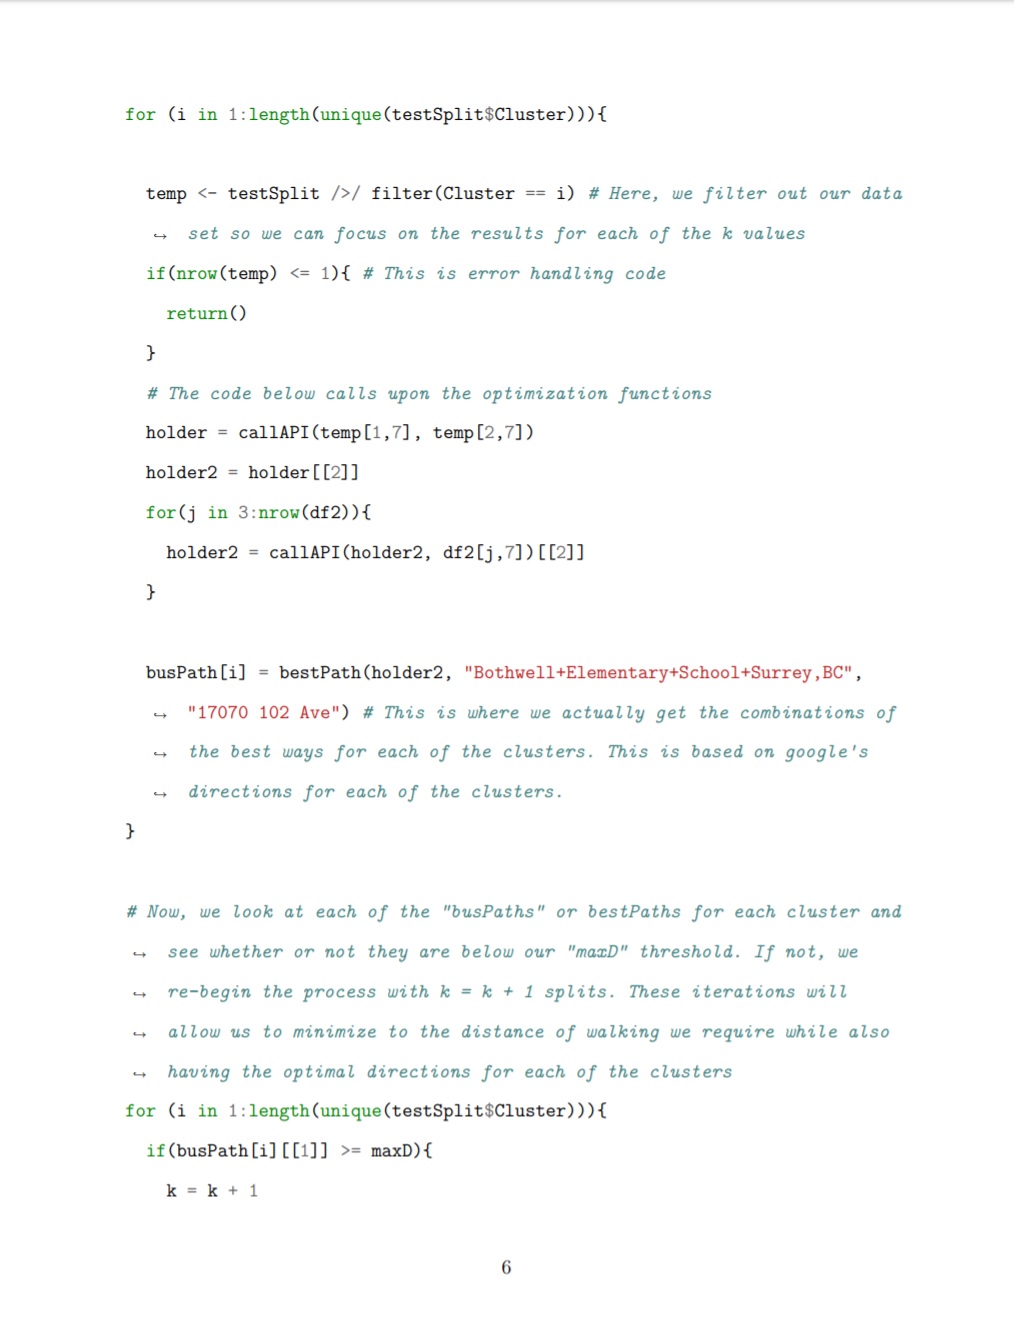 for (i in 1:length(unique(testSplit$Cluster))){
temp <- testSplit />/ filter(Cluster == i) # Here, we filter out our data
↪ set so we can focus on the results for each of the k values
if(nrow(temp) <= 1){ # This is error handling code
return()
}
# The code below calls upon the optimization functions
holder = callAPI(temp[1,7], temp[2,7])
holder2 = holder[[2]]
for(j in 3:nrow(df2)){
holder2 = callAPI(holder2, df2[j,7])[[2]]
}
busPath[i] = bestPath(holder2, "Bothwell+Elementary+School+Surrey,BC",
↪ "17070 102 Ave") # This is where we actually get the combinations of
↪ the best ways for each of the clusters. This is based on google's
↪ directions for each of the clusters.
}
# Now, we look at each of the "busPaths" or bestPaths for each cluster and
↪ see whether or not they are below our "maxD" threshold. If not, we
↪ re-begin the process with k = k + 1 splits. These iterations will
↪ allow us to minimize to the distance of walking we require while also
↪ having the optimal directions for each of the clusters
for (i in 1:length(unique(testSplit$Cluster))){
if(busPath[i][[1]] >= maxD){
k = k + 1
6